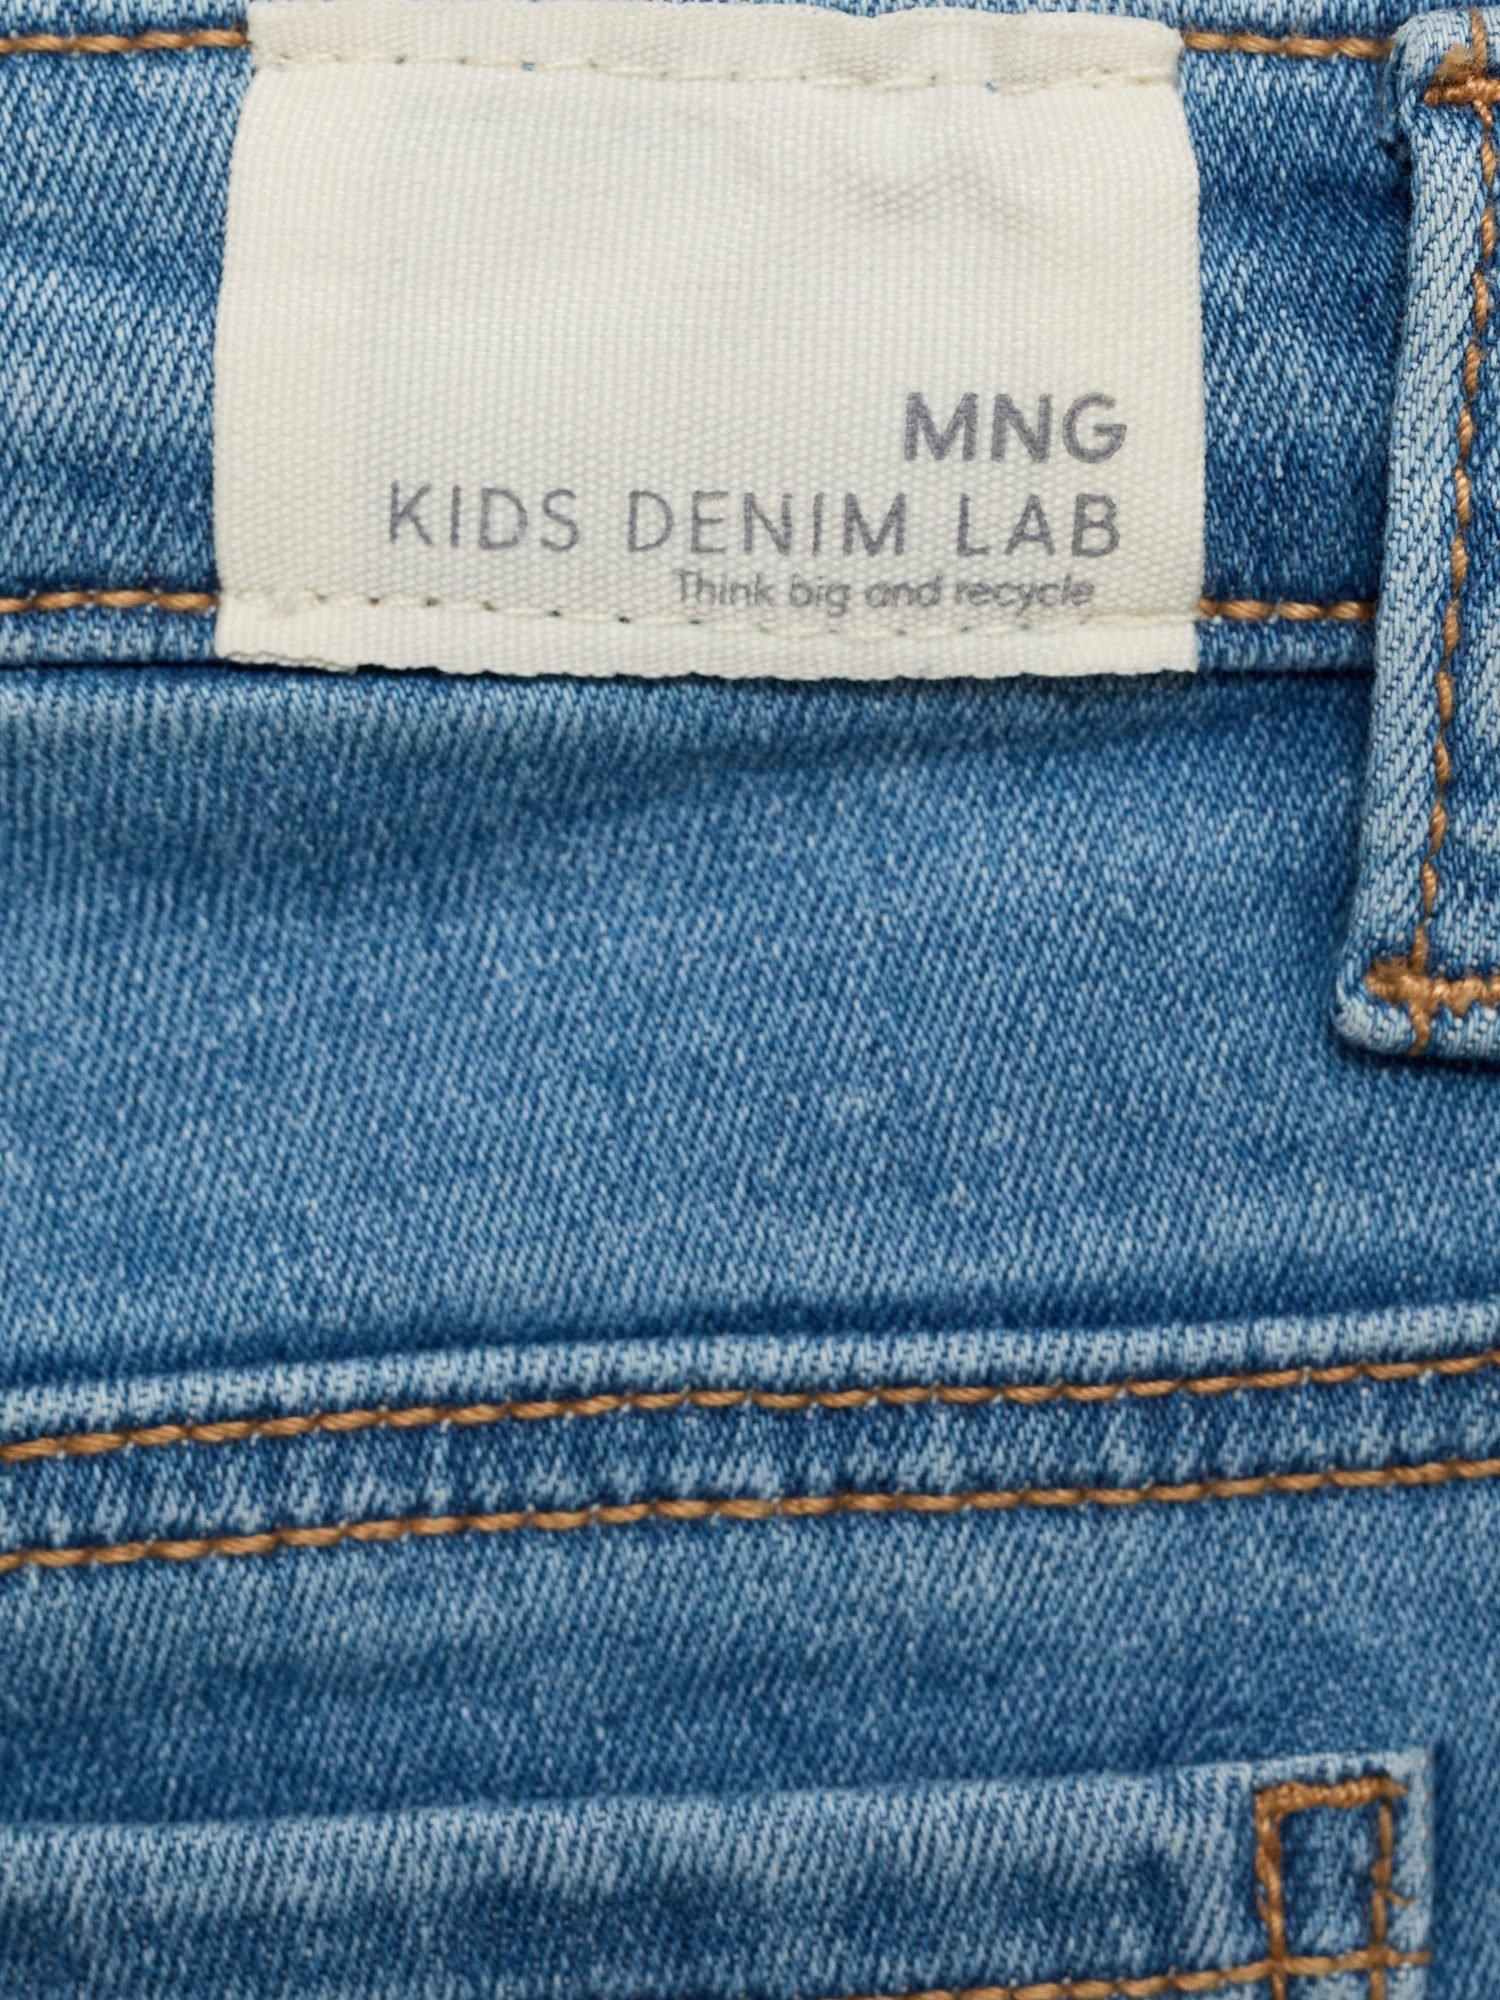 MNG
KIDS DENIM LAB
Think big and recycle